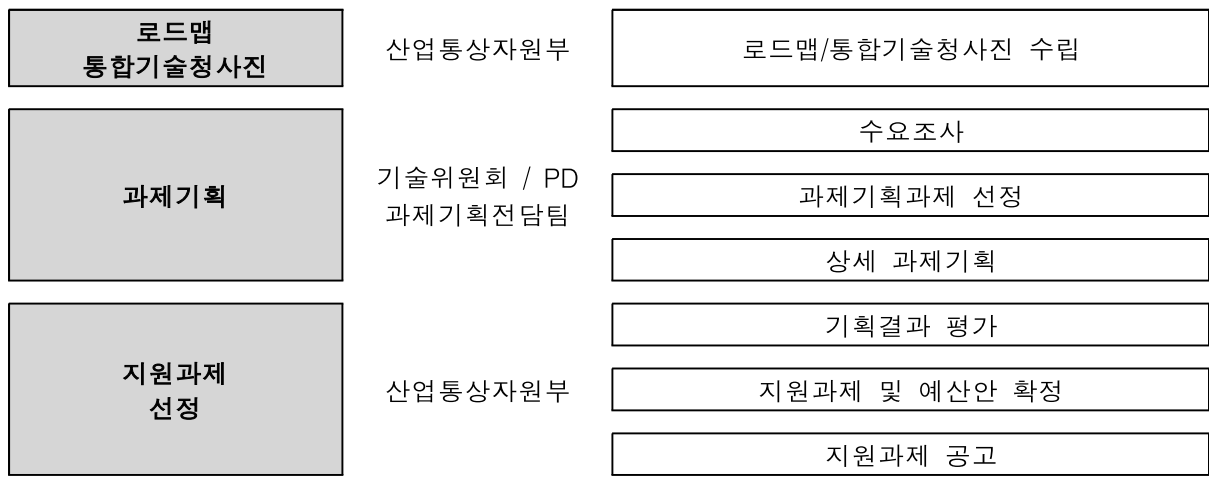 로드맵
통합기술청사진
산업통상자원부
로드맵/통합기술청사진 수립
과제기획
기술위원회 / PD
과제기획전담팀
수요조사
과제기획과제 선정
상세 과제기획
지원과제
선정
산업통상자원부
기획결과 평가
지원과제 및 예산안 확정
지원과제 공고